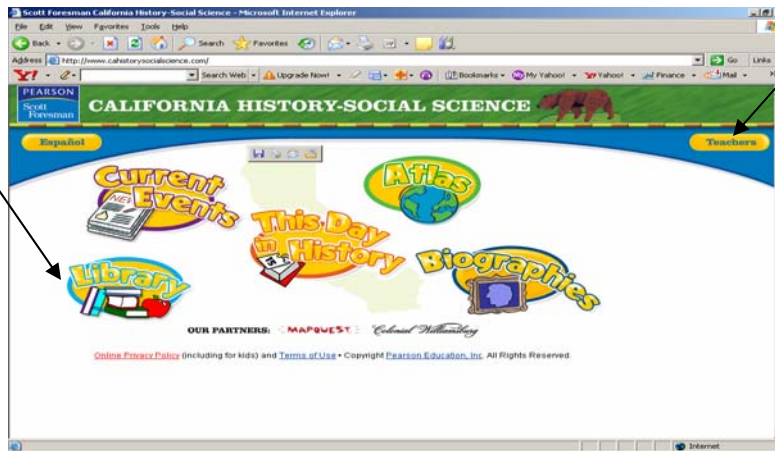 Scott Foresman California History-Social Science - Microsoft Internet Explorer
File Edit View Favorites Tools Help
Back Search Favorites
Address http://www.cahistorysocialscience.com/ Go Links
Y! Search Web Upgrade Now! Bookmarks My Yahoo! Yahoo! Finance Mail
PEARSON
Scott
Foresman
CALIFORNIA HISTORY-SOCIAL SCIENCE
Español
Teachers
Current
Events
NEW
Atlas
This Day
in History
15
Library
Biographies
OUR PARTNERS: MAPQUEST Colonial Williamsburg
Online Privacy Policy (including for kids) and Terms of Use • Copyright Pearson Education, Inc. All Rights Reserved.
Internet